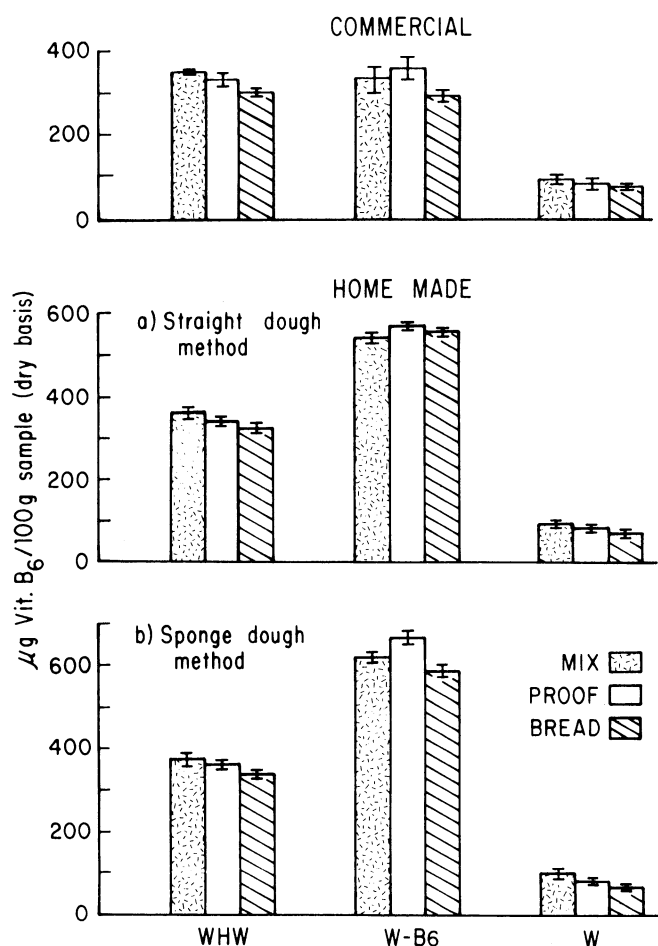 COMMERCIAL
400
200
0
HOME MADE
a) Straight dough
method
600
400
200
0
b) Sponge dough
method
600
400
200
0
MIX
PROOF
BREAD
WHW
W-B6
W
µg Vit. B6/100g sample (dry basis)